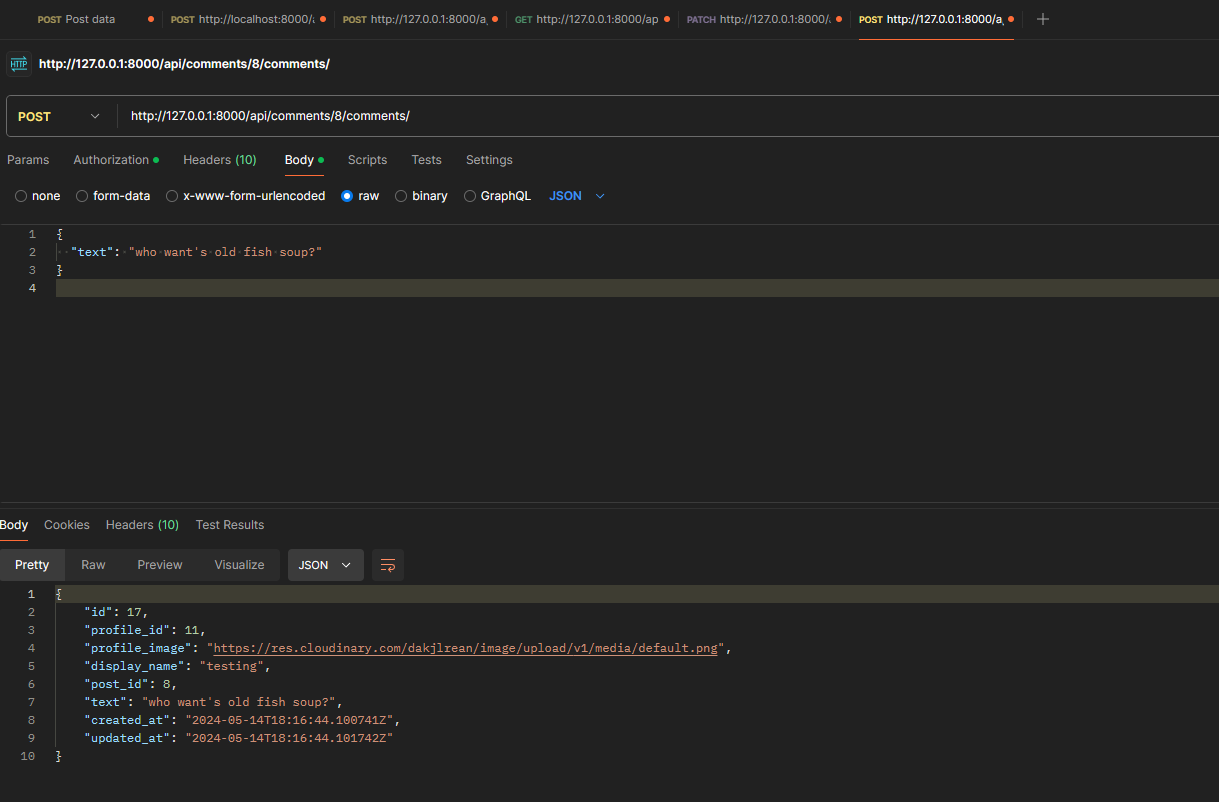 POST Post data POST http://localhost:8000/a POST http://127.0.0.1:8000/a, GET http://127.0.0.1:8000/ap PATCH http://127.0.0.1:8000/ POST http://127.0.0.1:8000/a,
HTTP http://127.0.0.1:8000/api/comments/8/comments/
POST http://127.0.0.1:8000/api/comments/8/comments/
Params Authorization Headers (10) Body Scripts Tests Settings
none form-data x-www-form-urlencoded raw binary GraphQL JSON
1 {
2 "text": "who want's old fish soup?"
3 }
4
Body Cookies Headers (10) Test Results
Pretty Raw Preview Visualize JSON
1 {
2 "id": 17,
3 "profile_id": 11,
4 "profile_image": "https://res.cloudinary.com/dakjlrean/image/upload/v1/media/default.png",
5 "display_name": "testing",
6 "post_id": 8,
7 "text": "who want's old fish soup?",
8 "created_at": "2024-05-14T18:16:44.100741Z",
9 "updated_at": "2024-05-14T18:16:44.101742Z"
10 }